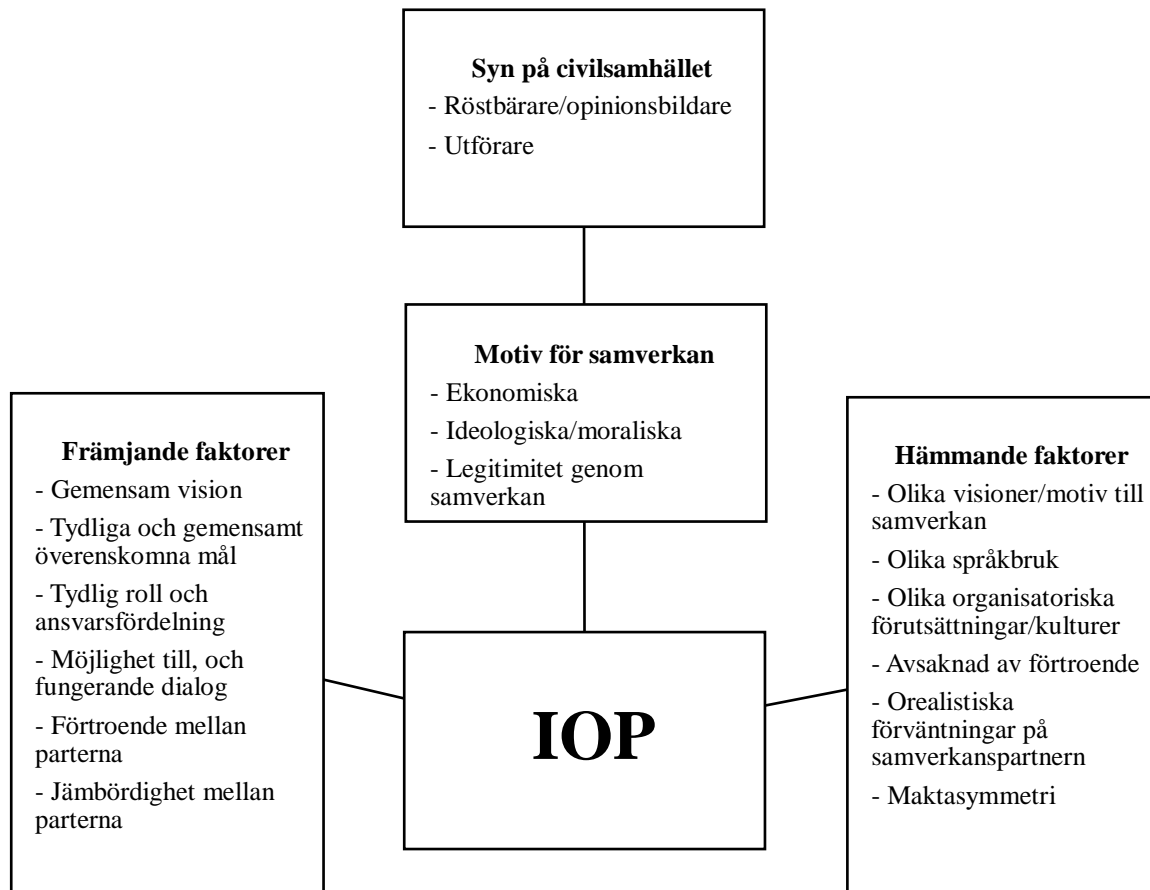 Syn på civilsamhället
- Röstbärare/opinionsbildare
- Utförare
Motiv för samverkan
- Ekonomiska
- Ideologiska/moraliska
- Legitimitet genom
samverkan
Främjande faktorer
- Gemensam vision
- Tydliga och gemensamt
överenskomna mål
- Tydlig roll och
ansvarsfördelning
- Möjlighet till, och
fungerande dialog
- Förtroende mellan
parterna
- Jämbördighet mellan
parterna
IOP
Hämmande faktorer
- Olika visioner/motiv till
samverkan
- Olika språkbruk
- Olika organisatoriska
förutsättningar/kulturer
- Avsaknad av förtroende
- Orealistiska
förväntningar på
samverkanspartnern
- Maktasymmetri